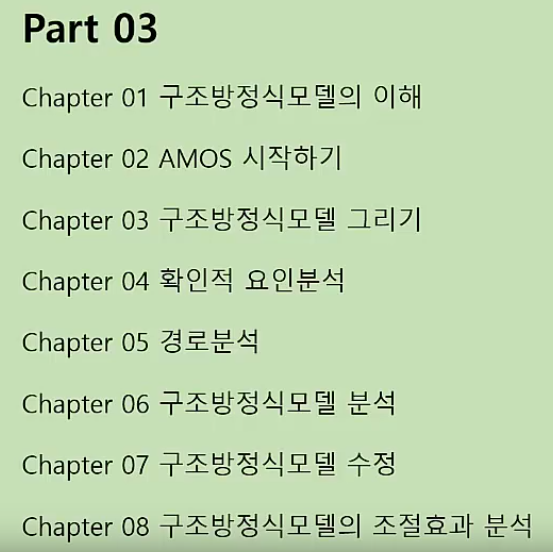 Part 03
Chapter 01 구조방정식모델의 이해
Chapter 02 AMOS 시작하기
Chapter 03 구조방정식모델 그리기
Chapter 04 확인적 요인분석
Chapter 05 경로분석
Chapter 06 구조방정식모델 분석
Chapter 07 구조방정식모델 수정
Chapter 08 구조방정식모델의 조절효과 분석